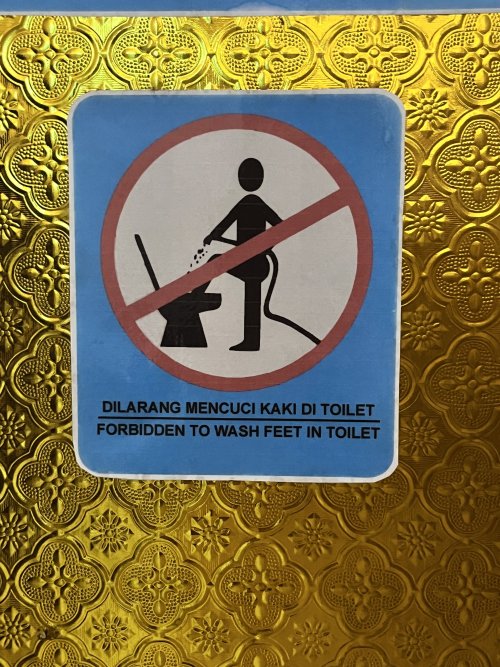 DILARANG MENCUCI KAKI DI TOILET
FORBIDDEN TO WASH FEET IN TOILET